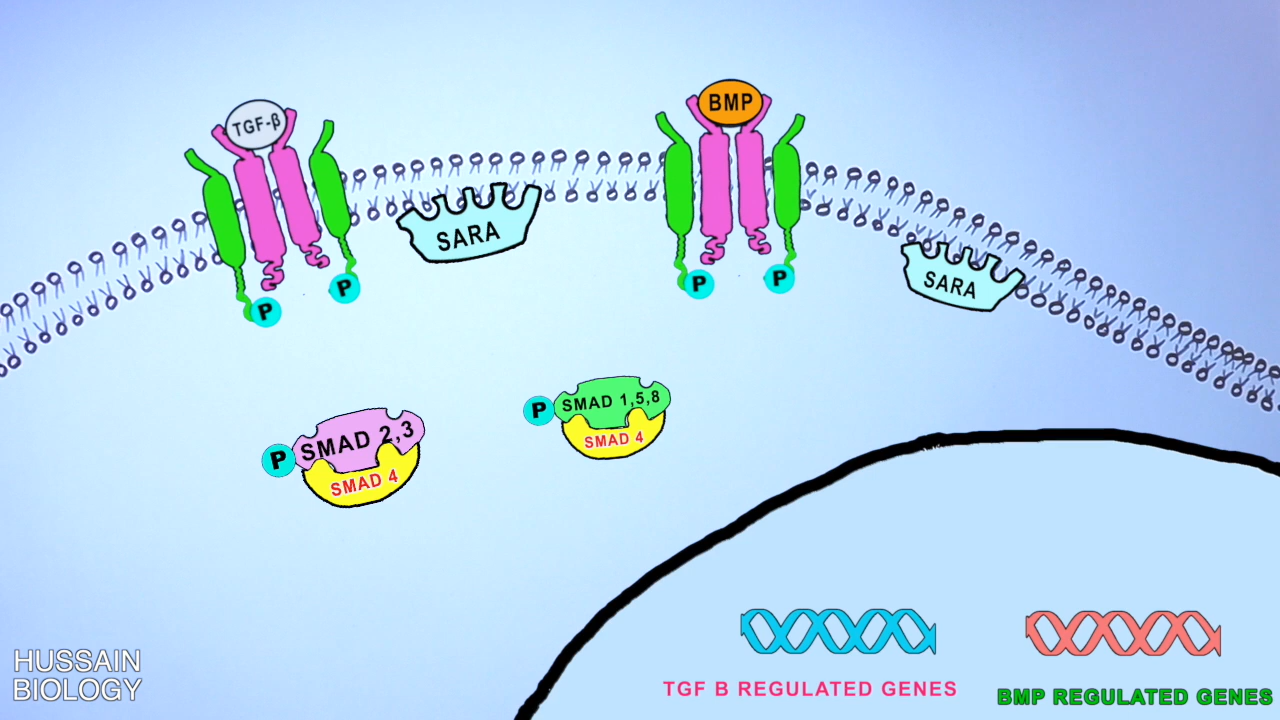 TGF-β
BMP
SARA
SARA
P
P
P
P
P
SMAD 1,5,8
SMAD 4
P
SMAD 2,3
SMAD 4
HUSSAIN
BIOLOGY
TGF B REGULATED GENES
BMP REGULATED GENES